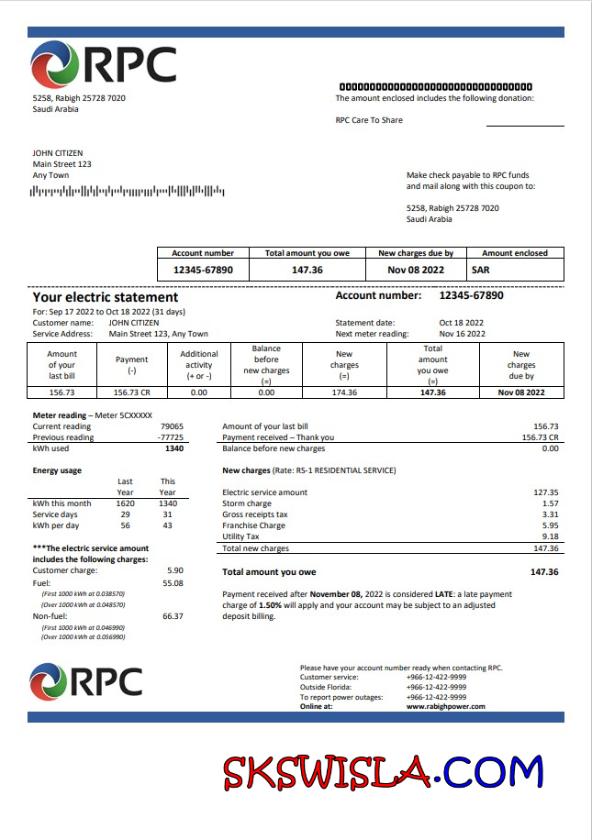 RPC
5258, Rabigh 25728 7020
Saudi Arabia
The amount enclosed includes the following donation:
RPC Care To Share
JOHN CITIZEN
Main Street 123
Any Town
Make check payable to RPC funds
and mail along with this coupon to:
5258, Rabigh 25728 7020
Saudi Arabia
Account number Total amount you owe New charges due by Amount enclosed
12345-67890 147.36 Nov 08 2022 SAR
Your electric statement Account number: 12345-67890
For: Sep 17 2022 to Oct 18 2022 (31 days)
Customer name: JOHN CITIZEN Statement date: Oct 18 2022
Service Address: Main Street 123, Any Town Next meter reading: Nov 16 2022
Amount of your last bill Payment (-) Additional activity (+ or -) Balance before new charges (=) New charges (=) Total amount you owe (=) New charges due by
156.73 156.73 CR 0.00 0.00 174.36 147.36 Nov 08 2022
Meter reading – Meter 5CXXXXX
Current reading 79065
Previous reading -77725
kWh used 1340
Amount of your last bill 156.73
Payment received – Thank you 156.73 CR
Balance before new charges 0.00
Energy usage
Last Year This Year
kWh this month 1620 1340
Service days 29 31
kWh per day 56 43
New charges (Rate: RS-1 RESIDENTIAL SERVICE)
Electric service amount 127.35
Storm charge 1.57
Gross receipts tax 3.31
Franchise Charge 5.95
Utility Tax 9.18
Total new charges 147.36
Total amount you owe 147.36
***The electric service amount
includes the following charges:
Customer charge: 5.90
Fuel: 55.08
(First 1000 kWh at 0.038570)
(Over 1000 kWh at 0.048570)
Non-fuel: 66.37
(First 1000 kWh at 0.046990)
(Over 1000 kWh at 0.056990)
Payment received after November 08, 2022 is considered LATE: a late payment
charge of 1.50% will apply and your account may be subject to an adjusted
deposit billing.
RPC
Please have your account number ready when contacting RPC.
Customer service: +966-12-422-9999
Outside Florida: +966-12-422-9999
To report power outages: +966-12-422-9999
Online at: www.rabighpower.com
SKSWISLA.COM